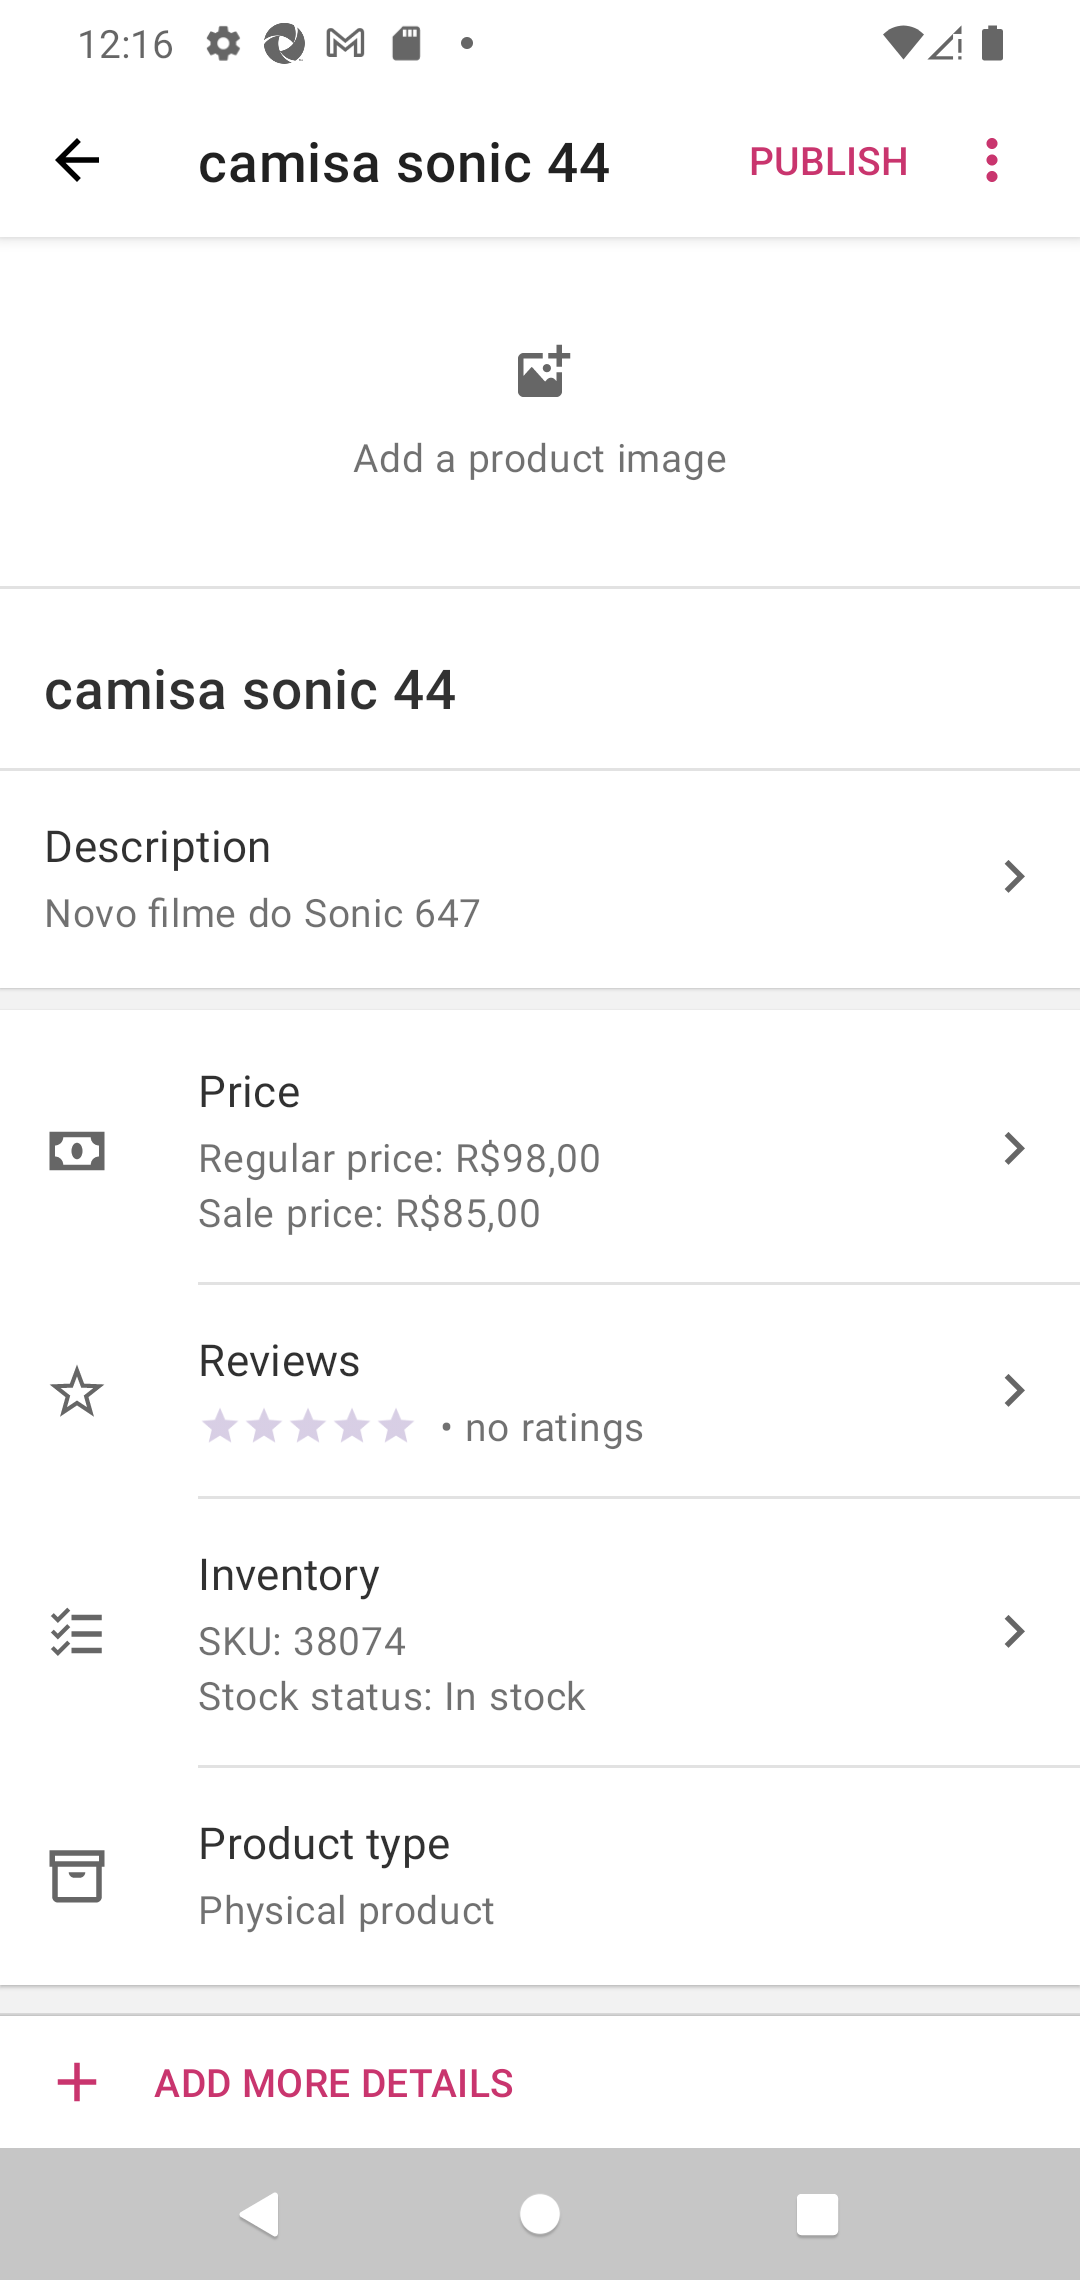 12:16
camisa sonic 44
PUBLISH
Add a product image
camisa sonic 44
Description
Novo filme do Sonic 647
Price
Regular price: R$98,00
Sale price: R$85,00
Reviews
• no ratings
Inventory
SKU: 38074
Stock status: In stock
Product type
Physical product
ADD MORE DETAILS